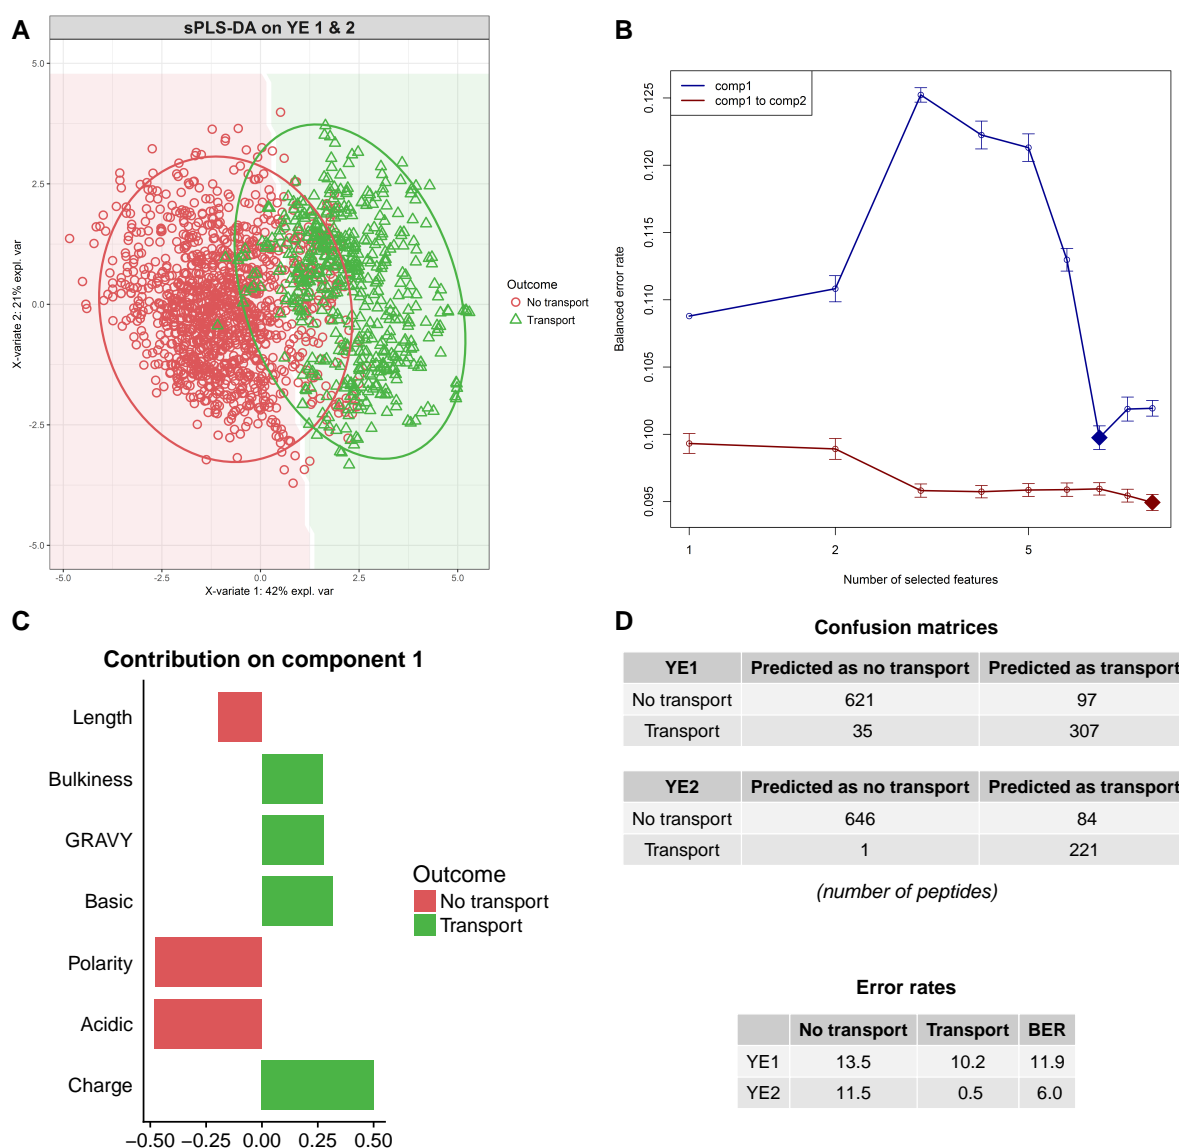 A
sPLS-DA on YE 1 & 2
5.0
2.5
0.0
-2.5
-5.0
X-variate 2: 21% expl. var
-5.0 -2.5 0.0 2.5 5.0
X-variate 1: 42% expl. var
Outcome
No transport
Transport
B
comp1
comp1 to comp2
0.125
0.120
0.115
0.110
0.105
0.100
0.095
Balanced error rate
1 2 5
Number of selected features
C
Contribution on component 1
Length
Bulkiness
GRAVY
Basic
Polarity
Acidic
Charge
−0.50 −0.25 0.00 0.25 0.50
Outcome
No transport
Transport
D
Confusion matrices
YE1 Predicted as no transport Predicted as transport
No transport 621 97
Transport 35 307
YE2 Predicted as no transport Predicted as transport
No transport 646 84
Transport 1 221
(number of peptides)
Error rates
No transport Transport BER
YE1 13.5 10.2 11.9
YE2 11.5 0.5 6.0